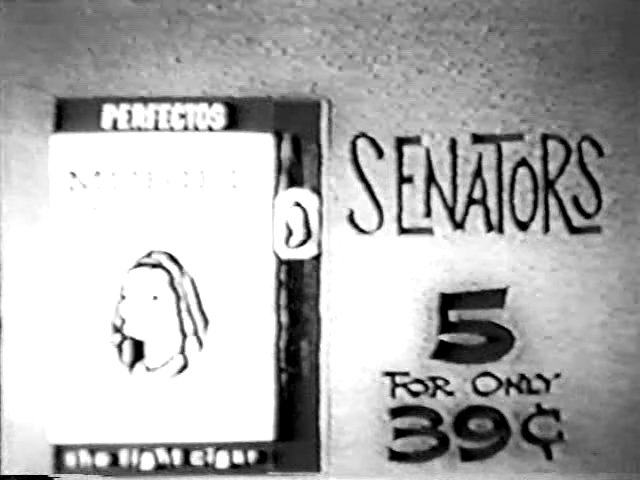 PERFECTOS
SENATORS
5
FOR ONLY
39¢
the light cigar